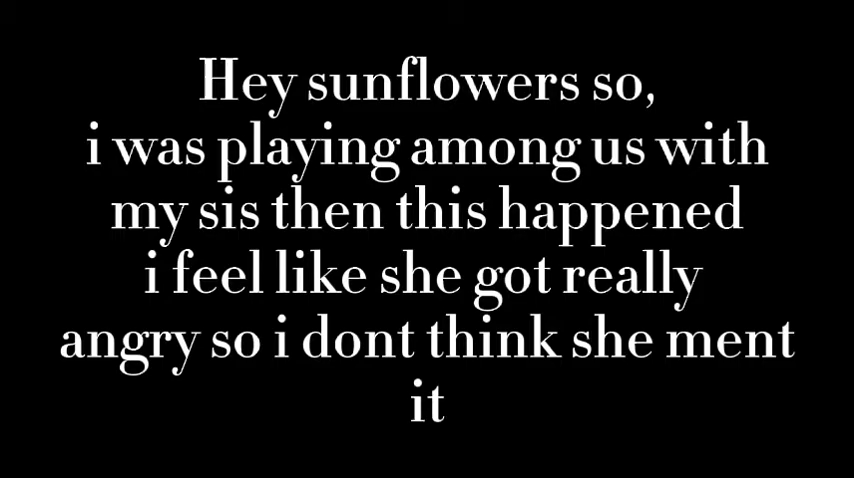 Hey sunflowers so,
i was playing among us with
my sis then this happened
i feel like she got really
angry so i dont think she ment
it